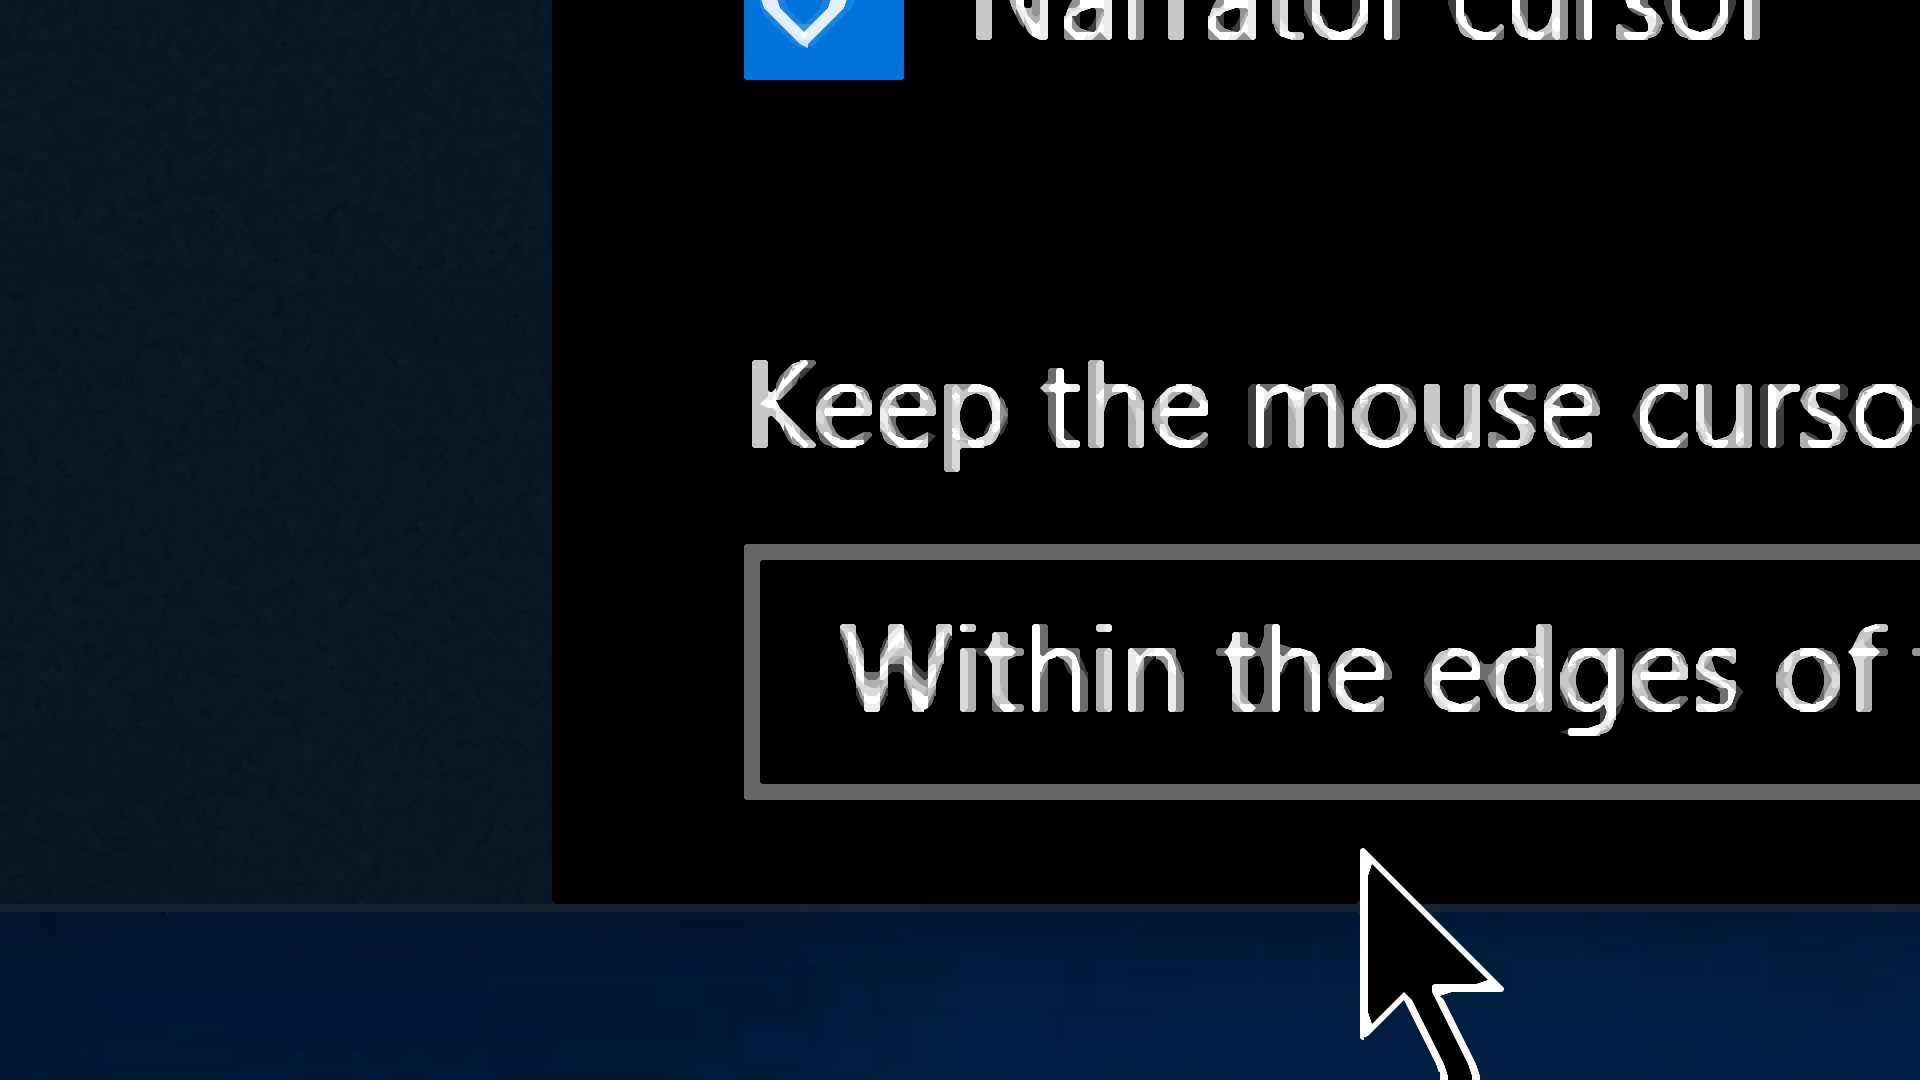 Narrator cursor
Keep the mouse curso
Within the edges of